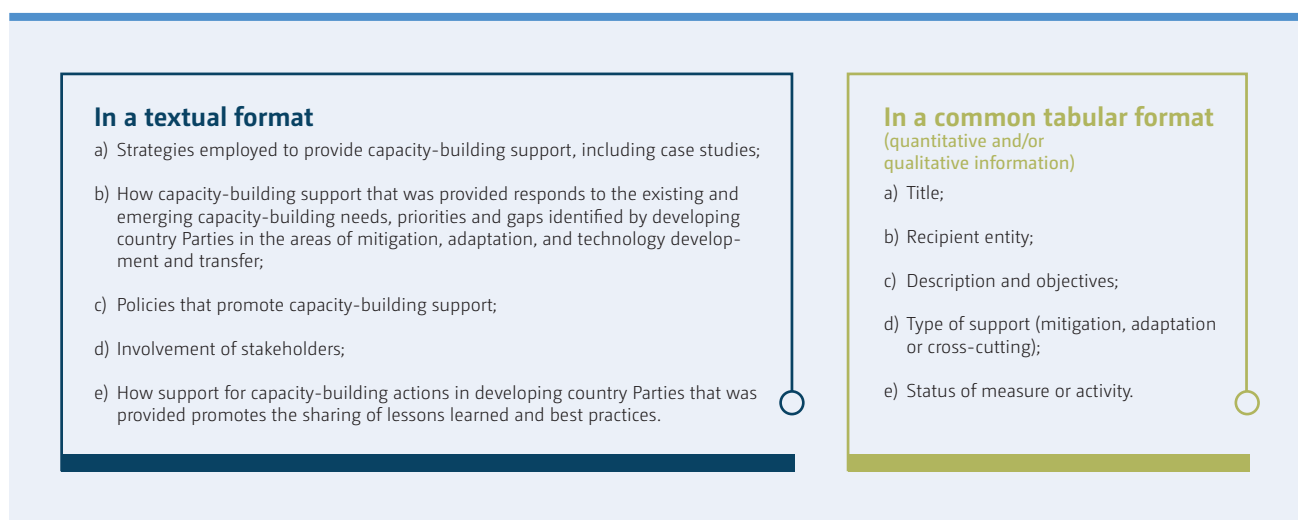 In a textual format
a) Strategies employed to provide capacity-building support, including case studies;
b) How capacity-building support that was provided responds to the existing and
emerging capacity-building needs, priorities and gaps identified by developing
country Parties in the areas of mitigation, adaptation, and technology develop-
ment and transfer;
c) Policies that promote capacity-building support;
d) Involvement of stakeholders;
e) How support for capacity-building actions in developing country Parties that was
provided promotes the sharing of lessons learned and best practices.
In a common tabular format
(quantitative and/or
qualitative information)
a) Title;
b) Recipient entity;
c) Description and objectives;
d) Type of support (mitigation, adaptation
or cross-cutting);
e) Status of measure or activity.